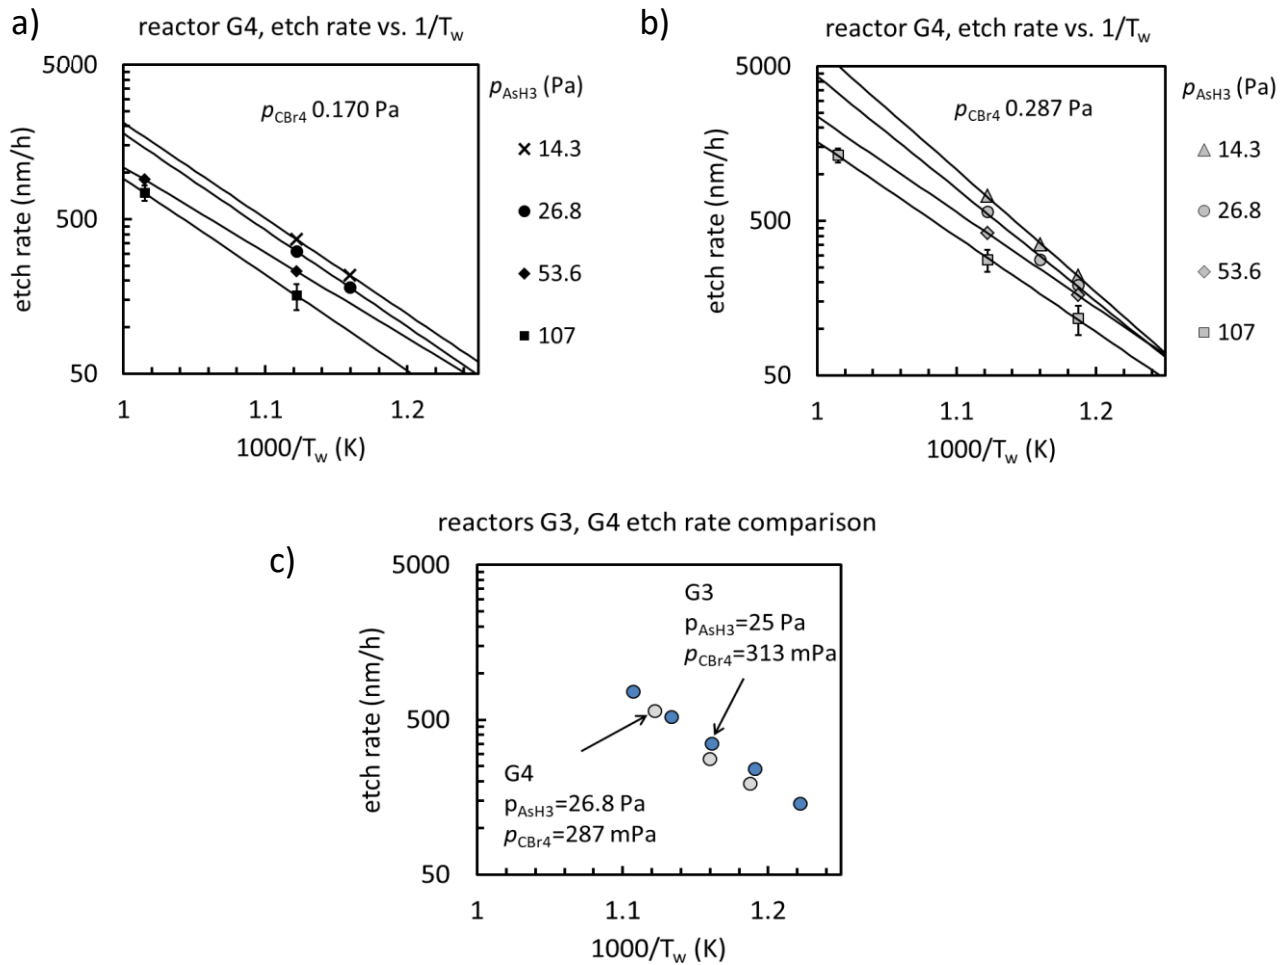 a)
reactor G4, etch rate vs. 1/Tw
5000
500
50
etch rate (nm/h)
pCBr4 0.170 Pa
1
1.1
1.2
1000/Tw (K)
pAsH3 (Pa)
14.3
26.8
53.6
107
b)
reactor G4, etch rate vs. 1/Tw
5000
500
50
etch rate (nm/h)
pCBr4 0.287 Pa
1
1.1
1.2
1000/Tw (K)
pAsH3 (Pa)
14.3
26.8
53.6
107
reactors G3, G4 etch rate comparison
c)
5000
500
50
etch rate (nm/h)
G3
pAsH3=25 Pa
pCBr4=313 mPa
G4
pAsH3=26.8 Pa
pCBr4=287 mPa
1
1.1
1.2
1000/Tw (K)